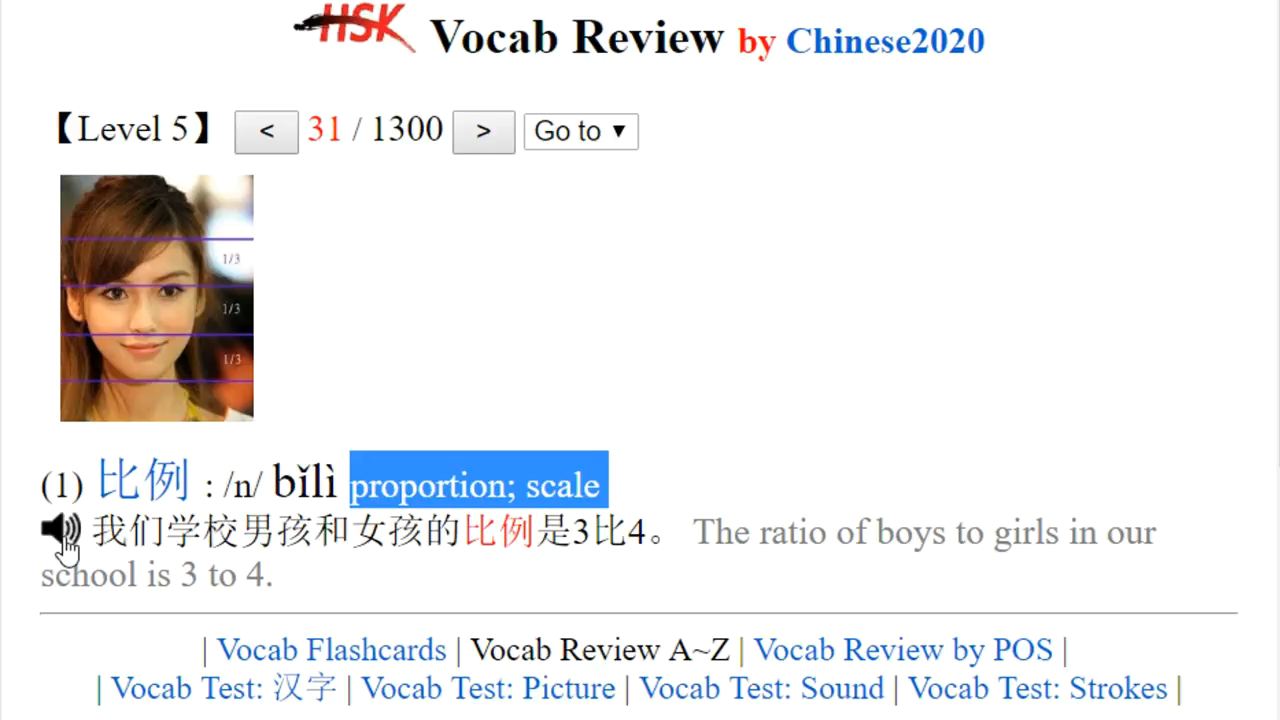 HSK Vocab Review by Chinese2020
【Level 5】 < 31 / 1300 > Go to ▼
1/3
1/3
1/3
(1) 比例 : /n/ bǐlì proportion; scale
我们学校男孩和女孩的比例是3比4。 The ratio of boys to girls in our
school is 3 to 4.
| Vocab Flashcards | Vocab Review A~Z | Vocab Review by POS |
| Vocab Test: 汉字 | Vocab Test: Picture | Vocab Test: Sound | Vocab Test: Strokes |